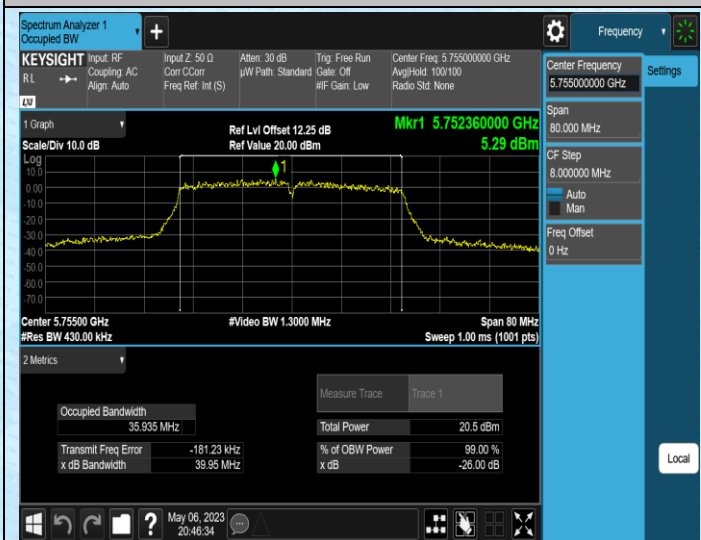 Spectrum Analyzer 1
Occupied BW
Frequency
KEYSIGHT
RL
LXI
Input: RF
Coupling: AC
Align: Auto
Input Z: 50 Ω
Corr CCorr
Freq Ref: Int (S)
Atten: 30 dB
µW Path: Standard
Trig: Free Run
Gate: Off
#IF Gain: Low
Center Freq: 5.755000000 GHz
Avg|Hold: 100/100
Radio Std: None
Center Frequency
5.755000000 GHz
Settings
Span
80.000 MHz
CF Step
8.000000 MHz
Auto
Man
Freq Offset
0 Hz
Local
1 Graph
Scale/Div 10.0 dB
Ref Lvl Offset 12.25 dB
Ref Value 20.00 dBm
Mkr1 5.752360000 GHz
5.29 dBm
Log
10.0
0.00
-10.0
-20.0
-30.0
-40.0
-50.0
-60.0
-70.0
1
Center 5.75500 GHz
#Res BW 430.00 kHz
#Video BW 1.3000 MHz
Span 80 MHz
Sweep 1.00 ms (1001 pts)
2 Metrics
Measure Trace
Trace 1
Occupied Bandwidth
35.935 MHz
Total Power
20.5 dBm
Transmit Freq Error
-181.23 kHz
% of OBW Power
99.00 %
x dB Bandwidth
39.95 MHz
x dB
-26.00 dB
?
May 06, 2023
20:46:34